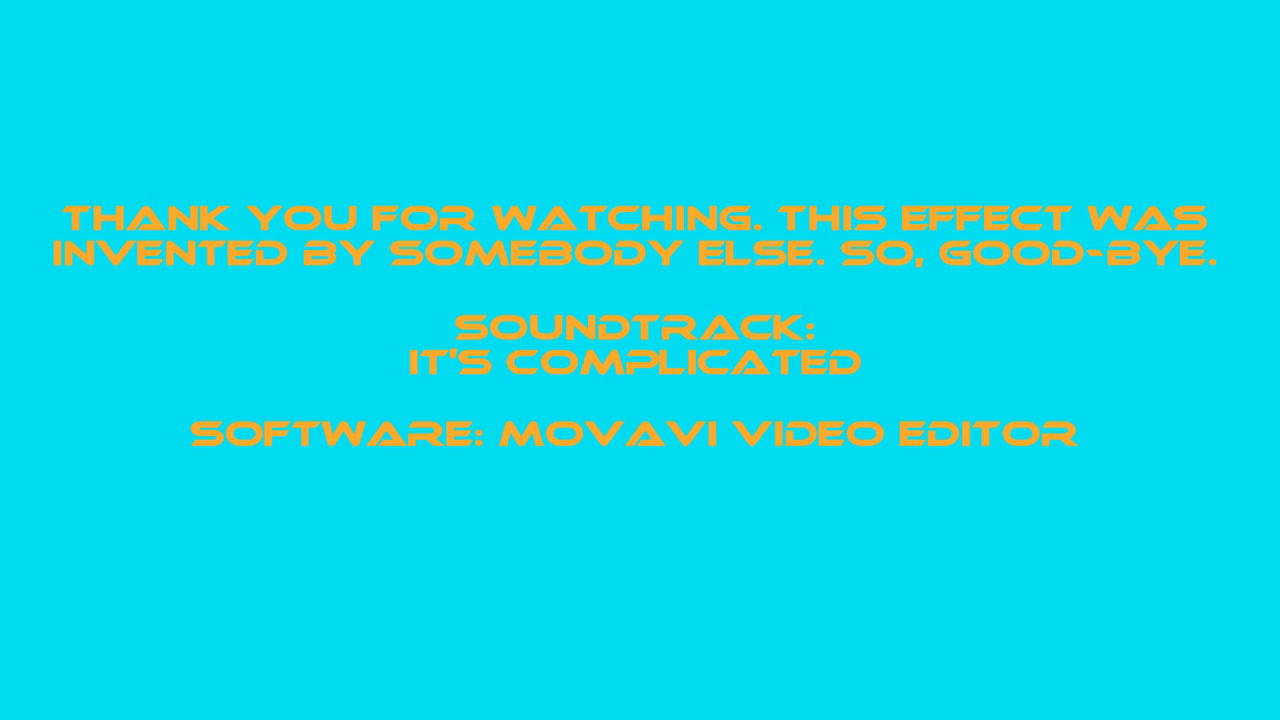 THANK YOU FOR WATCHING. THIS EFFECT WAS
INVENTED BY SOMEBODY ELSE. SO, GOOD-BYE.
SOUNDTRACK:
IT'S COMPLICATED
SOFTWARE: MOVAVI VIDEO EDITOR